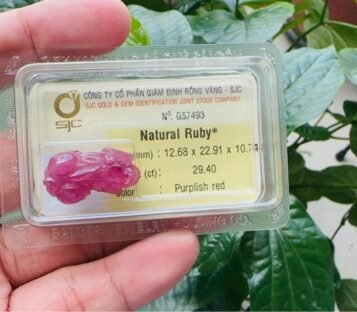 CÔNG TY CỔ PHẦN GIÁM ĐỊNH RỒNG VÀNG - SJC
SJC GOLD & GEM IDENTIFICATION JOINT STOCK COMPANY
SJC
Nº: G57493
Natural Ruby*
mm) : 12.68 x 22.91 x 10.74
(ct) : 29.40
Color : Purplish red